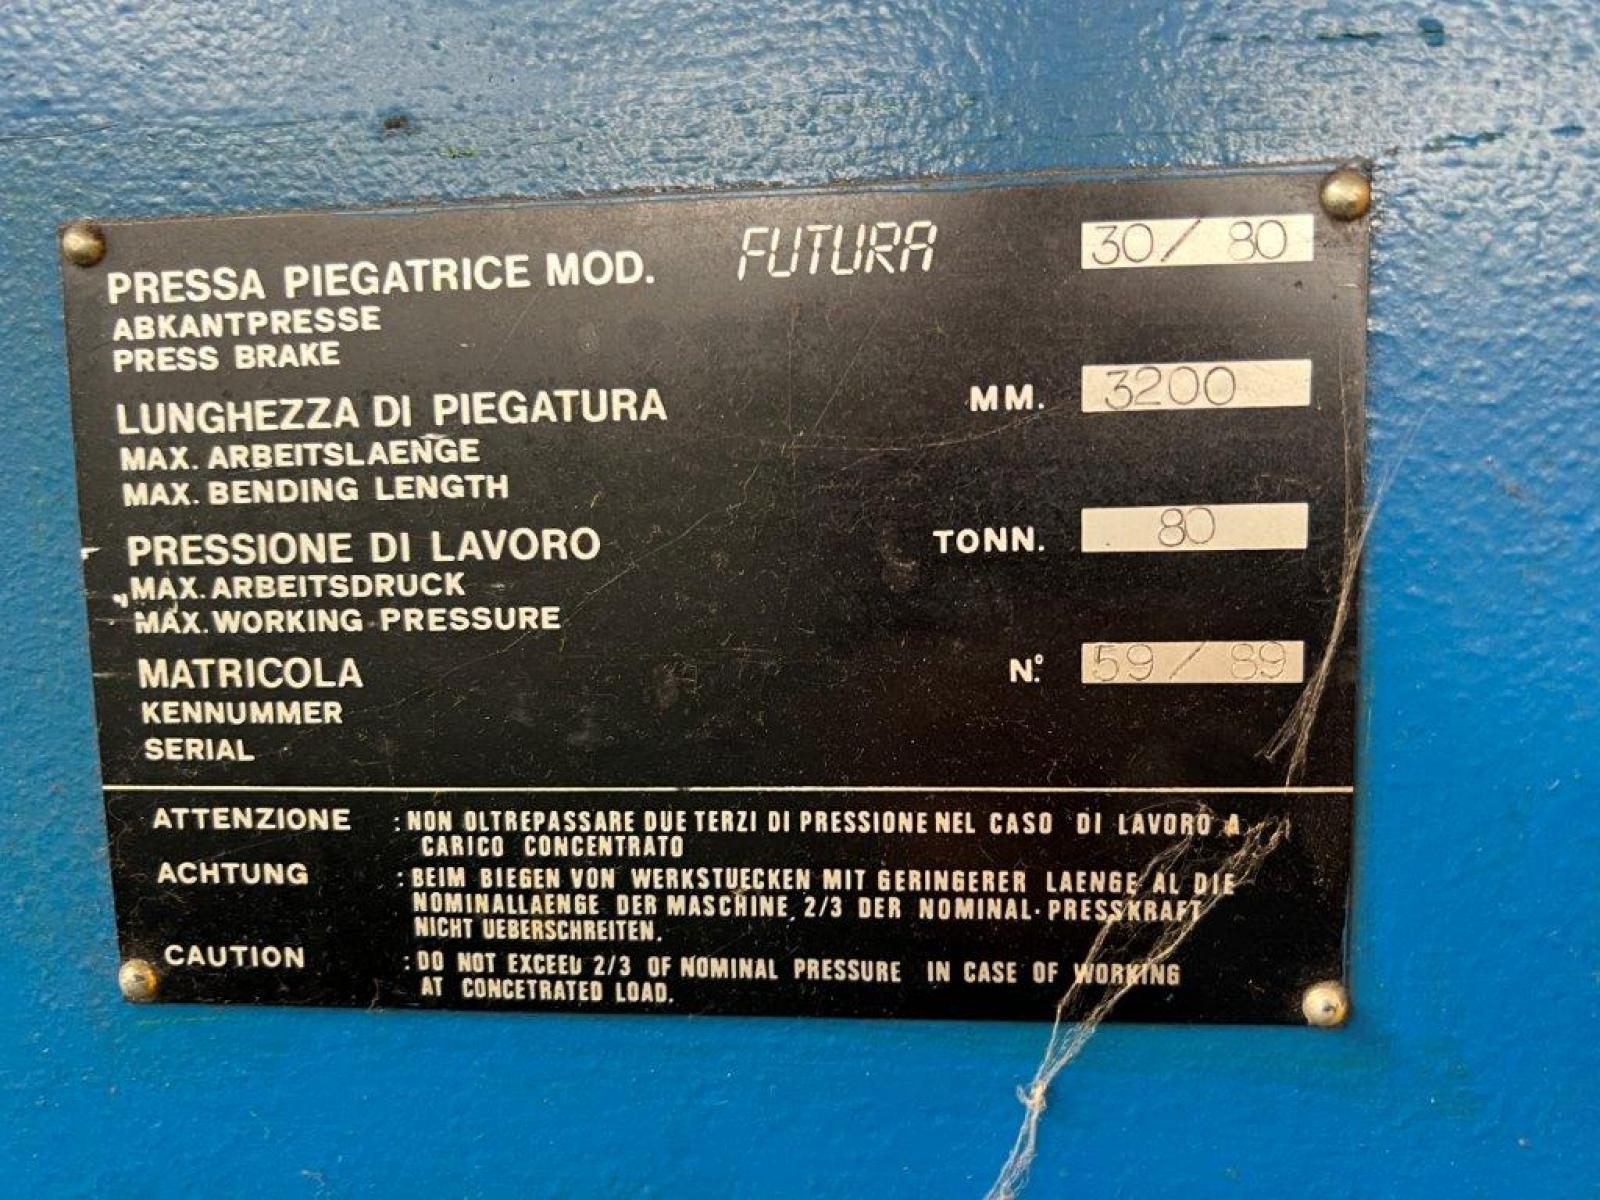 PRESSA PIEGATRICE MOD. FUTURA 30/80
ABKANTPRESSE
PRESS BRAKE
LUNGHEZZA DI PIEGATURA MM. 3200
MAX. ARBEITSLAENGE
MAX. BENDING LENGTH
PRESSIONE DI LAVORO TONN. 80
MAX. ARBEITSDRUCK
MAX. WORKING PRESSURE
MATRICOLA N.° 59/89
KENNUMMER
SERIAL
ATTENZIONE : NON OLTREPASSARE DUE TERZI DI PRESSIONE NEL CASO DI LAVORO A
CARICO CONCENTRATO
ACHTUNG : BEIM BIEGEN VON WERKSTUECKEN MIT GERINGERER LAENGE AL DIE
NOMINALLAENGE DER MASCHINE, 2/3 DER NOMINAL-PRESSKRAFT
NICHT UEBERSCHREITEN.
CAUTION : DO NOT EXCEED 2/3 OF NOMINAL PRESSURE IN CASE OF WORKING
AT CONCETRATED LOAD.